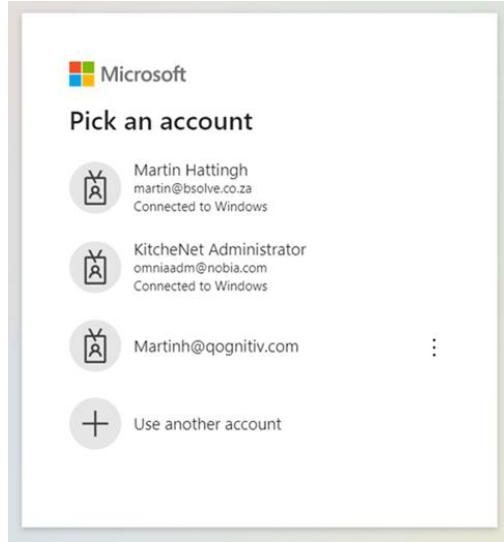 Microsoft
Pick an account
Martin Hattingh
martin@bsolve.co.za
Connected to Windows
KitcheNet Administrator
omniaadm@nobia.com
Connected to Windows
Martinh@qognitiv.com
Use another account